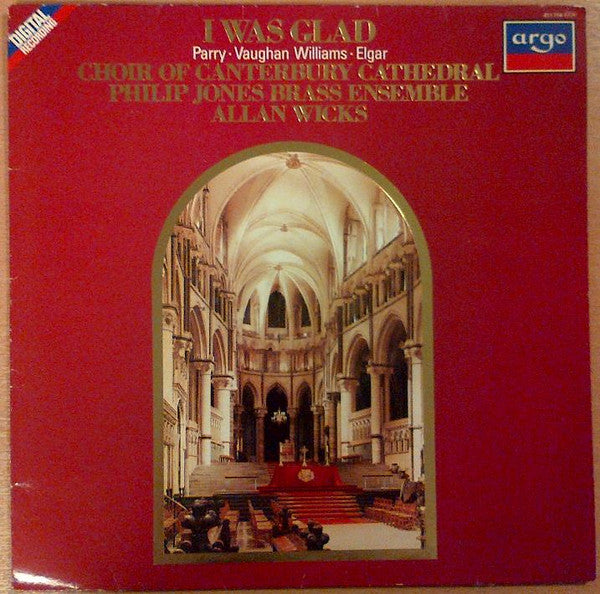 DIGITAL
RECORDING
I WAS GLAD
Parry · Vaughan Williams · Elgar
CHOIR OF CANTERBURY CATHEDRAL
PHILIP JONES BRASS ENSEMBLE
ALLAN WICKS
argo